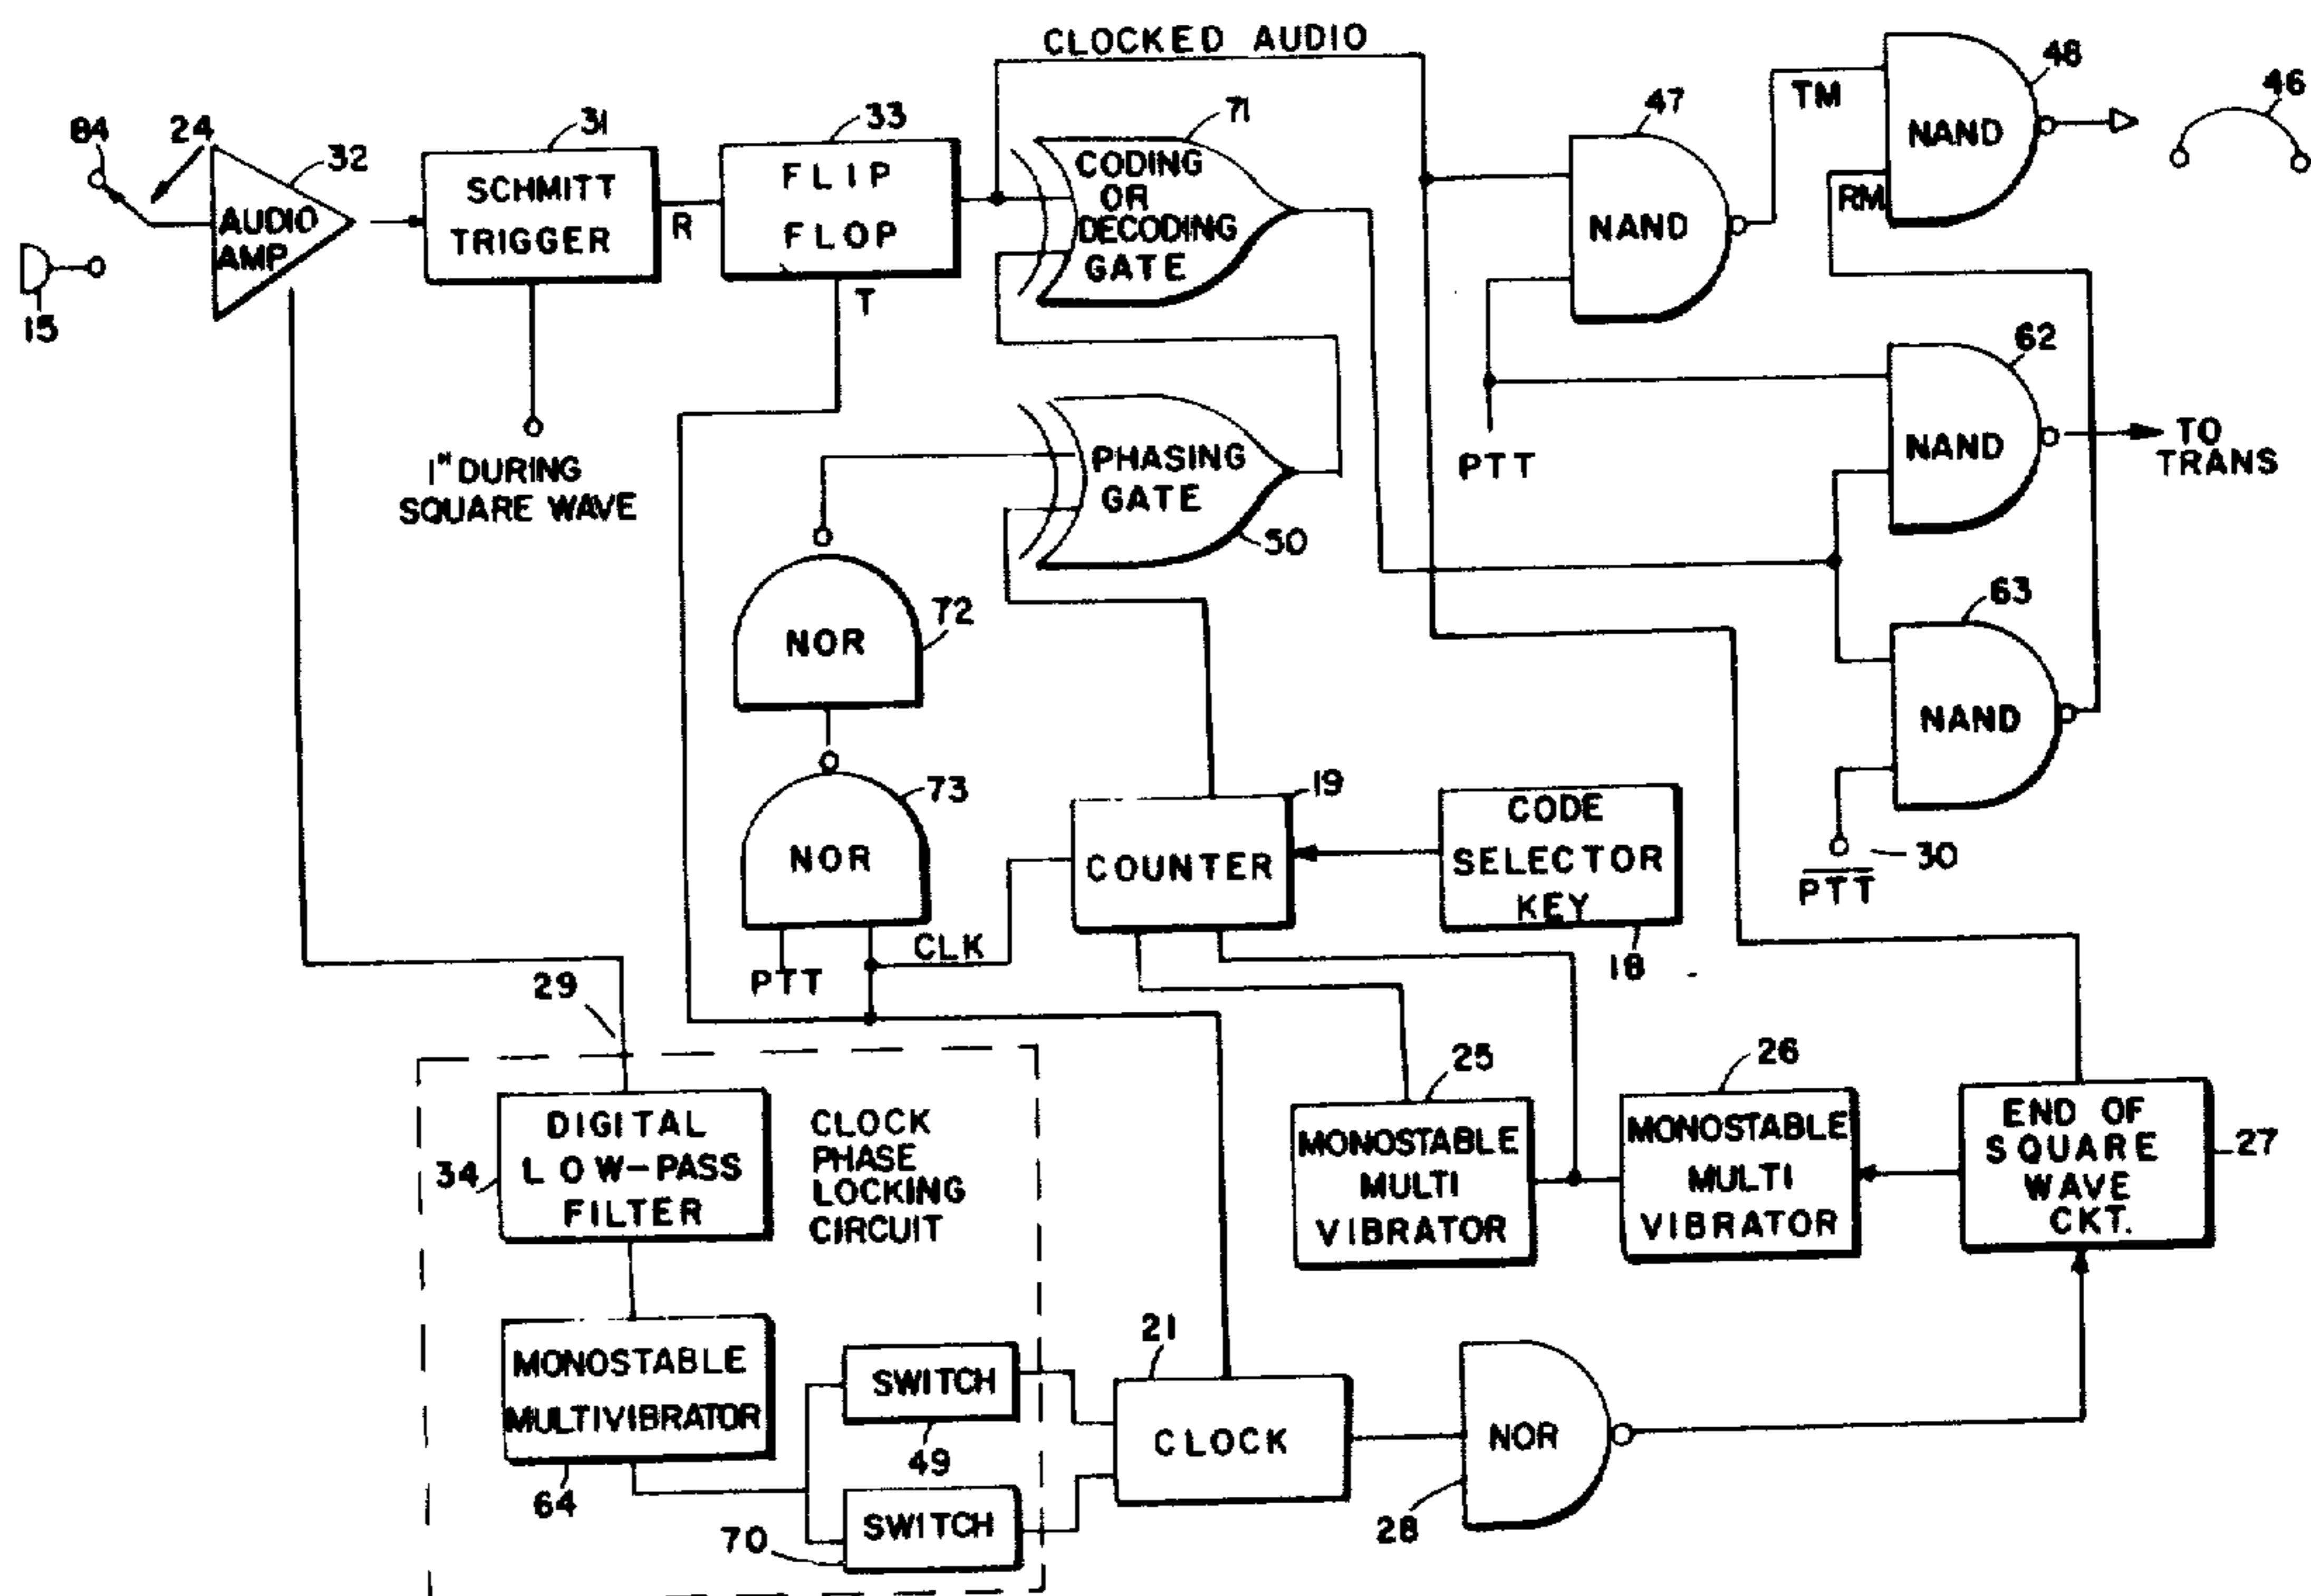 CLOCKED AUDIO
84
24
32
AUDIO
AMP
15
31
SCHMITT
TRIGGER
R
33
FLIP
FLOP
T
71
CODING
OR
DECODING
GATE
47
NAND
TM
48
NAND
RM
46
1" DURING
SQUARE WAVE
PHASING
GATE
50
PTT
62
NAND
TO
TRANS
72
NOR
63
NAND
73
NOR
PTT
CLK
19
COUNTER
CODE
SELECTOR
KEY
18
30
PTT
29
34
DIGITAL
LOW-PASS
FILTER
CLOCK
PHASE
LOCKING
CIRCUIT
25
MONOSTABLE
MULTI
VIBRATOR
26
MONOSTABLE
MULTI
VIBRATOR
END OF
SQUARE
WAVE
CKT.
27
MONOSTABLE
MULTIVIBRATOR
64
SWITCH
49
SWITCH
70
21
CLOCK
NOR
28